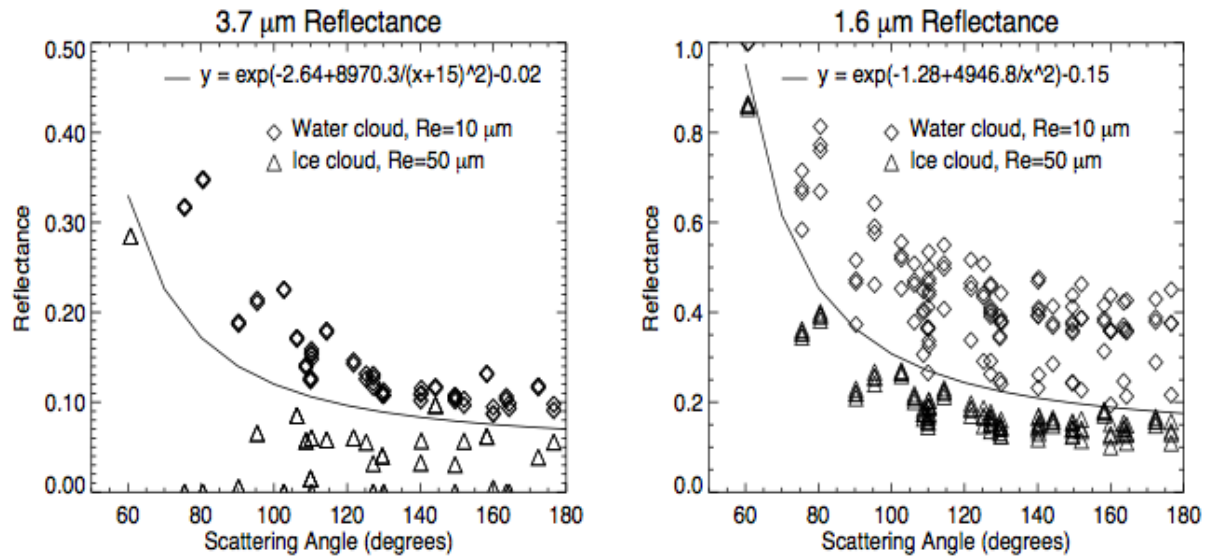 3.7 μm Reflectance
0.50
0.40
0.30
0.20
0.10
0.00
Reflectance
y = exp(-2.64+8970.3/(x+15)^2)-0.02
Water cloud, Re=10 μm
Ice cloud, Re=50 μm
60 80 100 120 140 160 180
Scattering Angle (degrees)
1.6 μm Reflectance
1.0
0.8
0.6
0.4
0.2
0.0
Reflectance
y = exp(-1.28+4946.8/x^2)-0.15
Water cloud, Re=10 μm
Ice cloud, Re=50 μm
60 80 100 120 140 160 180
Scattering Angle (degrees)